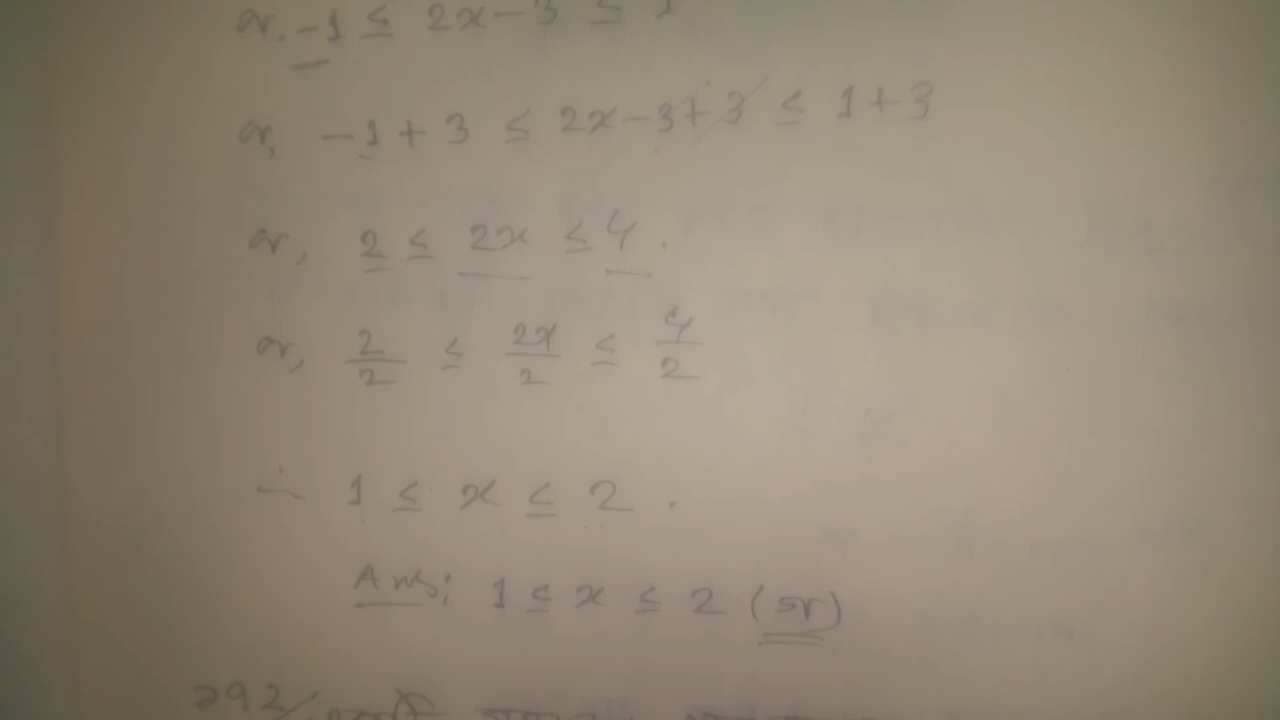 or, -1 ≤ 2x-3 ≤ 1
or, -1+3 ≤ 2x-3+3 ≤ 1+3
or, 2 ≤ 2x ≤ 4.
or, 2/2 ≤ 2x/2 ≤ 4/2
∴ 1 ≤ x ≤ 2.
Ans: 1 ≤ x ≤ 2